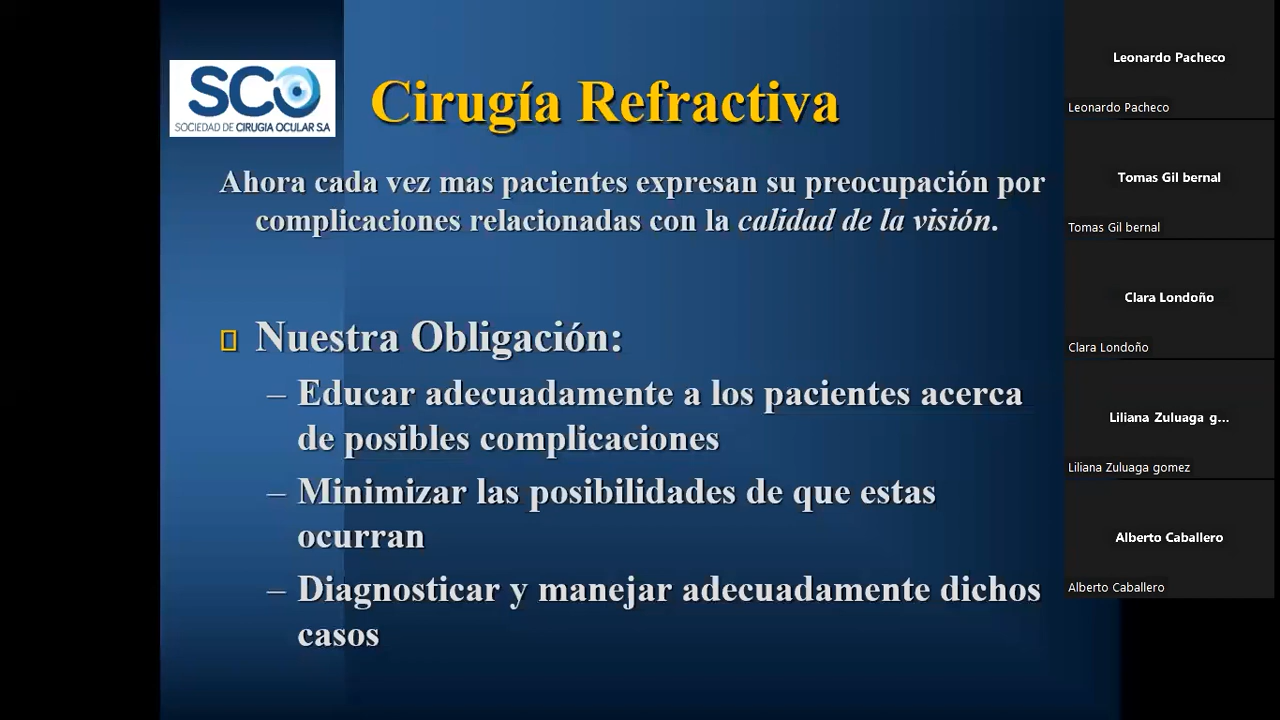 SCO
SOCIEDAD DE CIRUGIA OCULAR S.A
Cirugía Refractiva
Ahora cada vez mas pacientes expresan su preocupación por
complicaciones relacionadas con la calidad de la visión.
Nuestra Obligación:
– Educar adecuadamente a los pacientes acerca
de posibles complicaciones
– Minimizar las posibilidades de que estas
ocurran
– Diagnosticar y manejar adecuadamente dichos
casos
Leonardo Pacheco
Leonardo Pacheco
Tomas Gil bernal
Tomas Gil bernal
Clara Londoño
Clara Londoño
Liliana Zuluaga g...
Liliana Zuluaga gomez
Alberto Caballero
Alberto Caballero